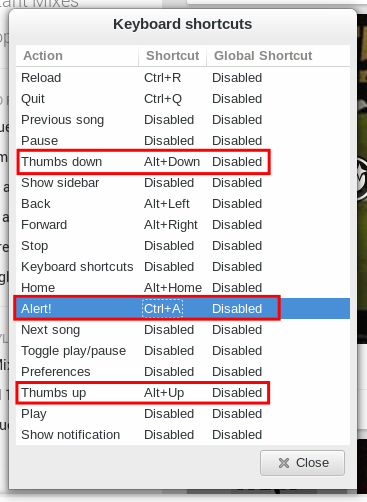 Keyboard shortcuts
Action Shortcut Global Shortcut
Reload Ctrl+R Disabled
Quit Ctrl+Q Disabled
Previous song Disabled Disabled
Pause Disabled Disabled
Thumbs down Alt+Down Disabled
Show sidebar Disabled Disabled
Back Alt+Left Disabled
Forward Alt+Right Disabled
Stop Disabled Disabled
Keyboard shortcuts Disabled Disabled
Home Alt+Home Disabled
Alert! Ctrl+A Disabled
Next song Disabled Disabled
Toggle play/pause Disabled Disabled
Preferences Disabled Disabled
Thumbs up Alt+Up Disabled
Play Disabled Disabled
Show notification Disabled Disabled
Close